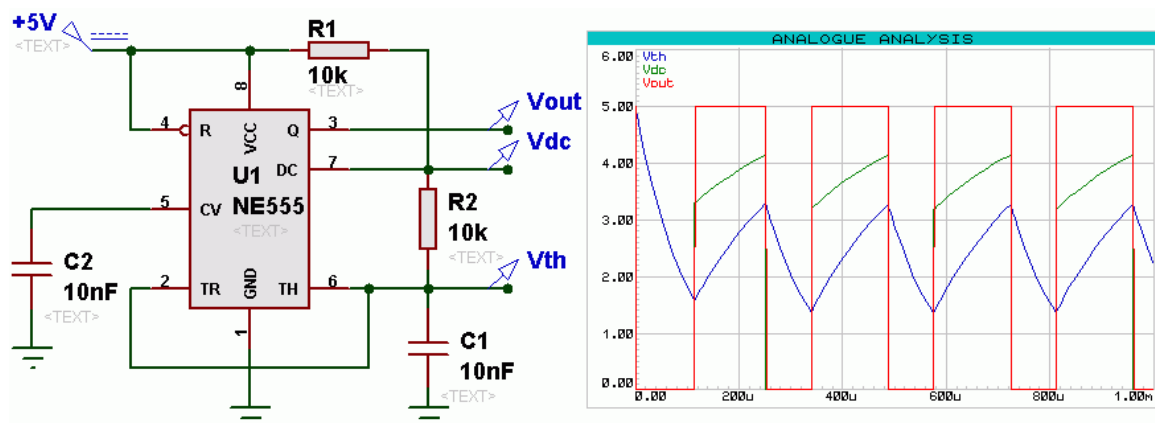 +5V
<TEXT>
R1
10k
<TEXT>
8
4
R
VCC
Q
3
Vout
DC
7
Vdc
U1
NE555
<TEXT>
5
CV
R2
10k
<TEXT>
C2
10nF
<TEXT>
2
TR
GND
TH
6
Vth
1
C1
10nF
<TEXT>
ANALOGUE ANALYSIS
6.00
Vth
Vdc
Vout
5.00
4.00
3.00
2.00
1.00
0.00
0.00 200u 400u 600u 800u 1.00m